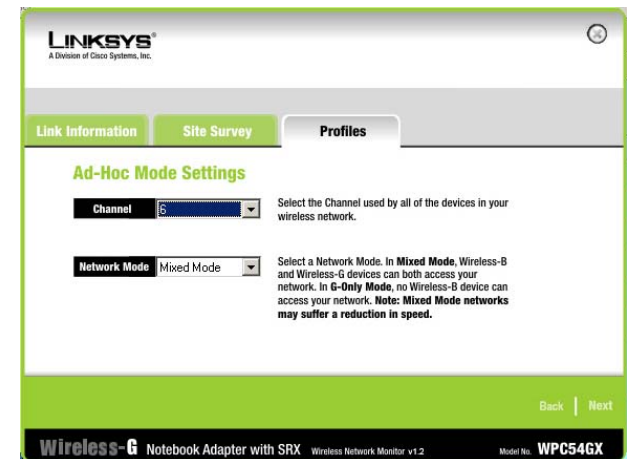 LINKSYS®
A Division of Cisco Systems, Inc.
Link Information
Site Survey
Profiles
Ad-Hoc Mode Settings
Channel
6
Select the Channel used by all of the devices in your
wireless network.
Network Mode
Mixed Mode
Select a Network Mode. In Mixed Mode, Wireless-B
and Wireless-G devices can both access your
network. In G-Only Mode, no Wireless-B device can
access your network. Note: Mixed Mode networks
may suffer a reduction in speed.
Back | Next
Wireless-G Notebook Adapter with SRX Wireless Network Monitor v1.2 Model No. WPC54GX